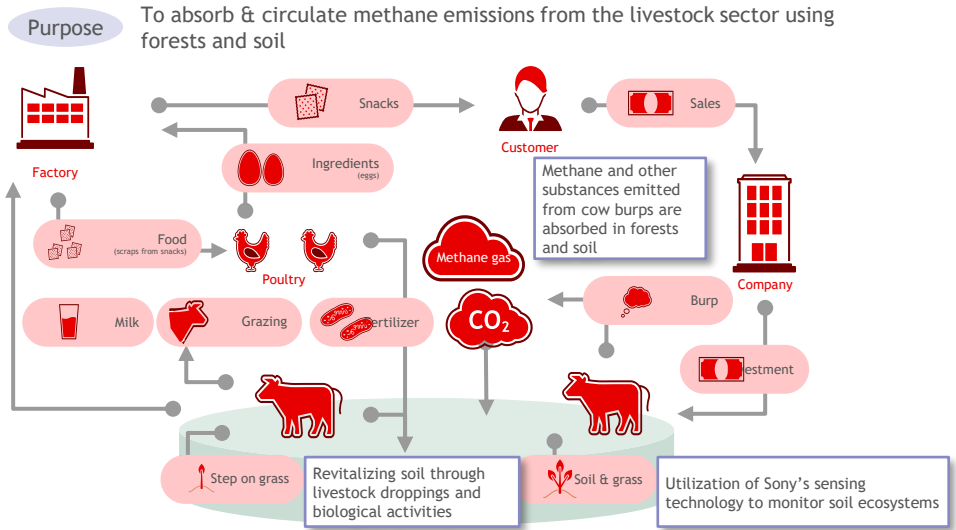 Purpose
To absorb & circulate methane emissions from the livestock sector using
forests and soil
Snacks
Sales
Customer
Ingredients
(eggs)
Factory
Methane and other
substances emitted
from cow burps are
absorbed in forests
and soil
Food
(scraps from snacks)
Methane gas
Poultry
Company
Milk
Grazing
ertilizer
CO₂
Burp
estment
Step on grass
Revitalizing soil through
livestock droppings and
biological activities
Soil & grass
Utilization of Sony’s sensing
technology to monitor soil ecosystems